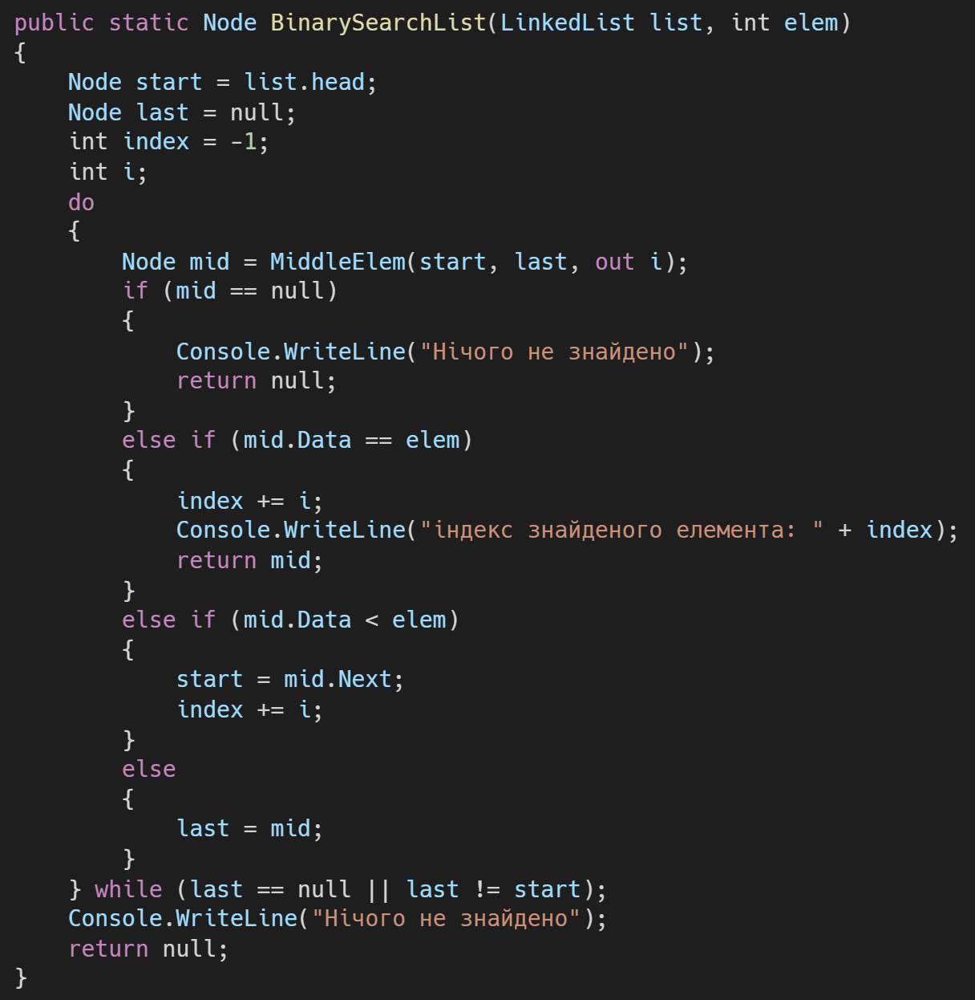 public static Node BinarySearchList(LinkedList list, int elem)
{
    Node start = list.head;
    Node last = null;
    int index = -1;
    int i;
    do
    {
        Node mid = MiddleElem(start, last, out i);
        if (mid == null)
        {
            Console.WriteLine("Нічого не знайдено");
            return null;
        }
        else if (mid.Data == elem)
        {
            index += i;
            Console.WriteLine("індекс знайденого елемента: " + index);
            return mid;
        }
        else if (mid.Data < elem)
        {
            start = mid.Next;
            index += i;
        }
        else
        {
            last = mid;
        }
    } while (last == null || last != start);
    Console.WriteLine("Нічого не знайдено");
    return null;
}